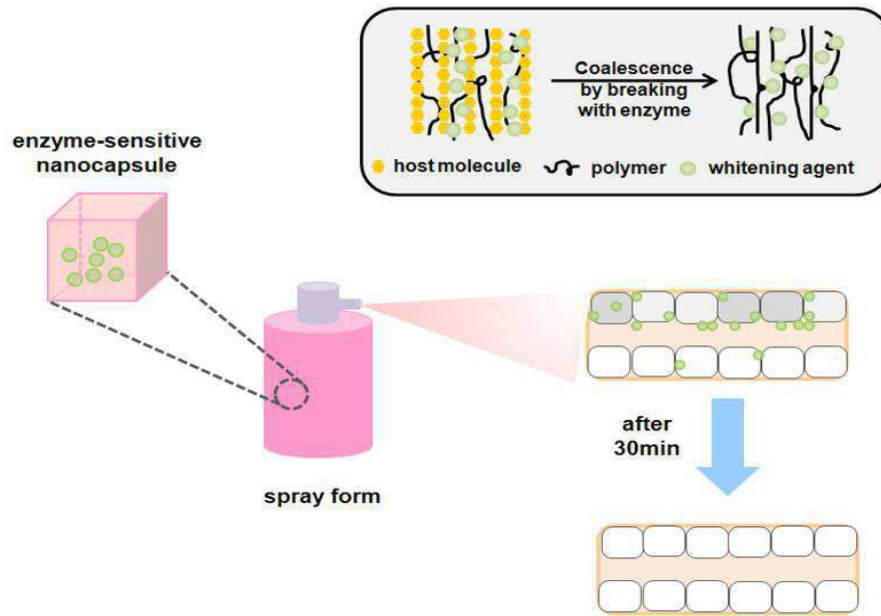 Coalescence
by breaking
with enzyme
host molecule polymer whitening agent
enzyme-sensitive
nanocapsule
spray form
after
30min